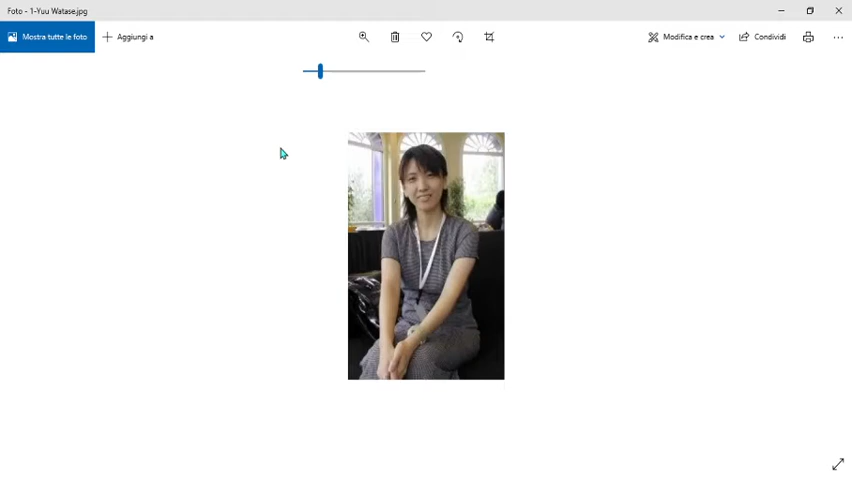 Foto - 1-Yuu Watase.jpg
Mostra tutte le foto Aggiungi a Modifica e crea Condividi